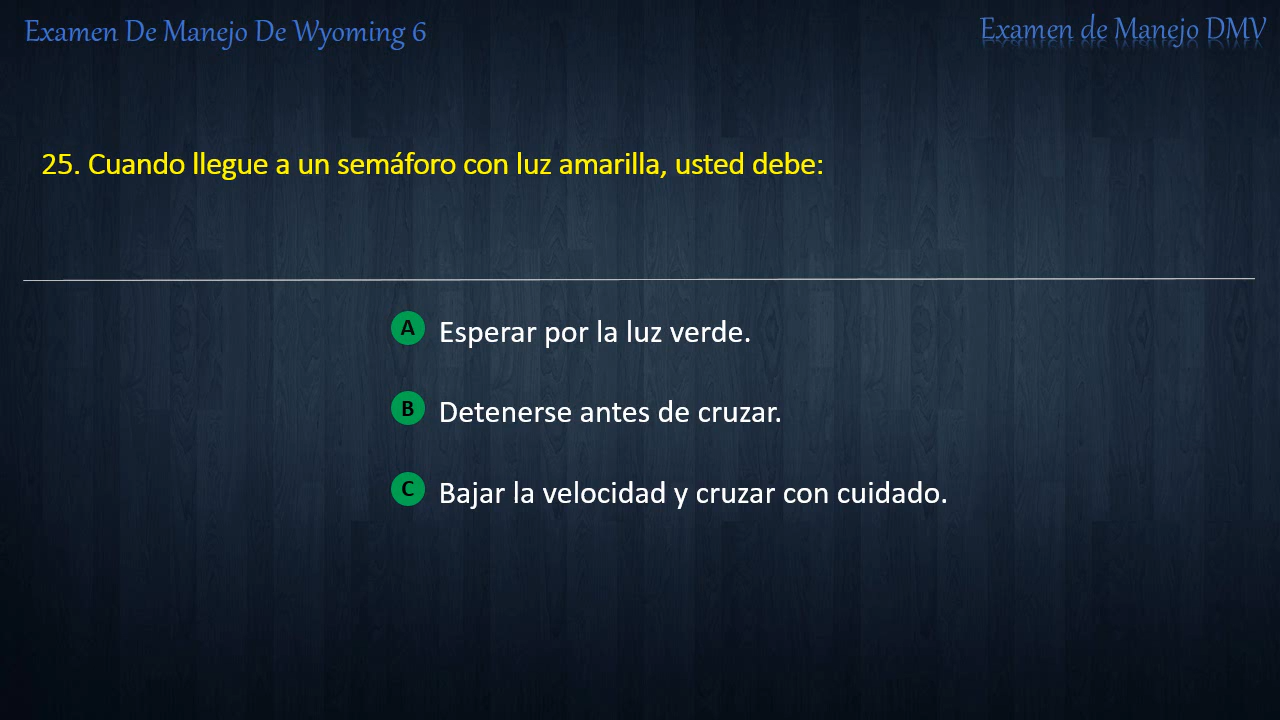 Examen De Manejo De Wyoming 6
Examen de Manejo DMV
25. Cuando llegue a un semáforo con luz amarilla, usted debe:
A Esperar por la luz verde.
B Detenerse antes de cruzar.
C Bajar la velocidad y cruzar con cuidado.